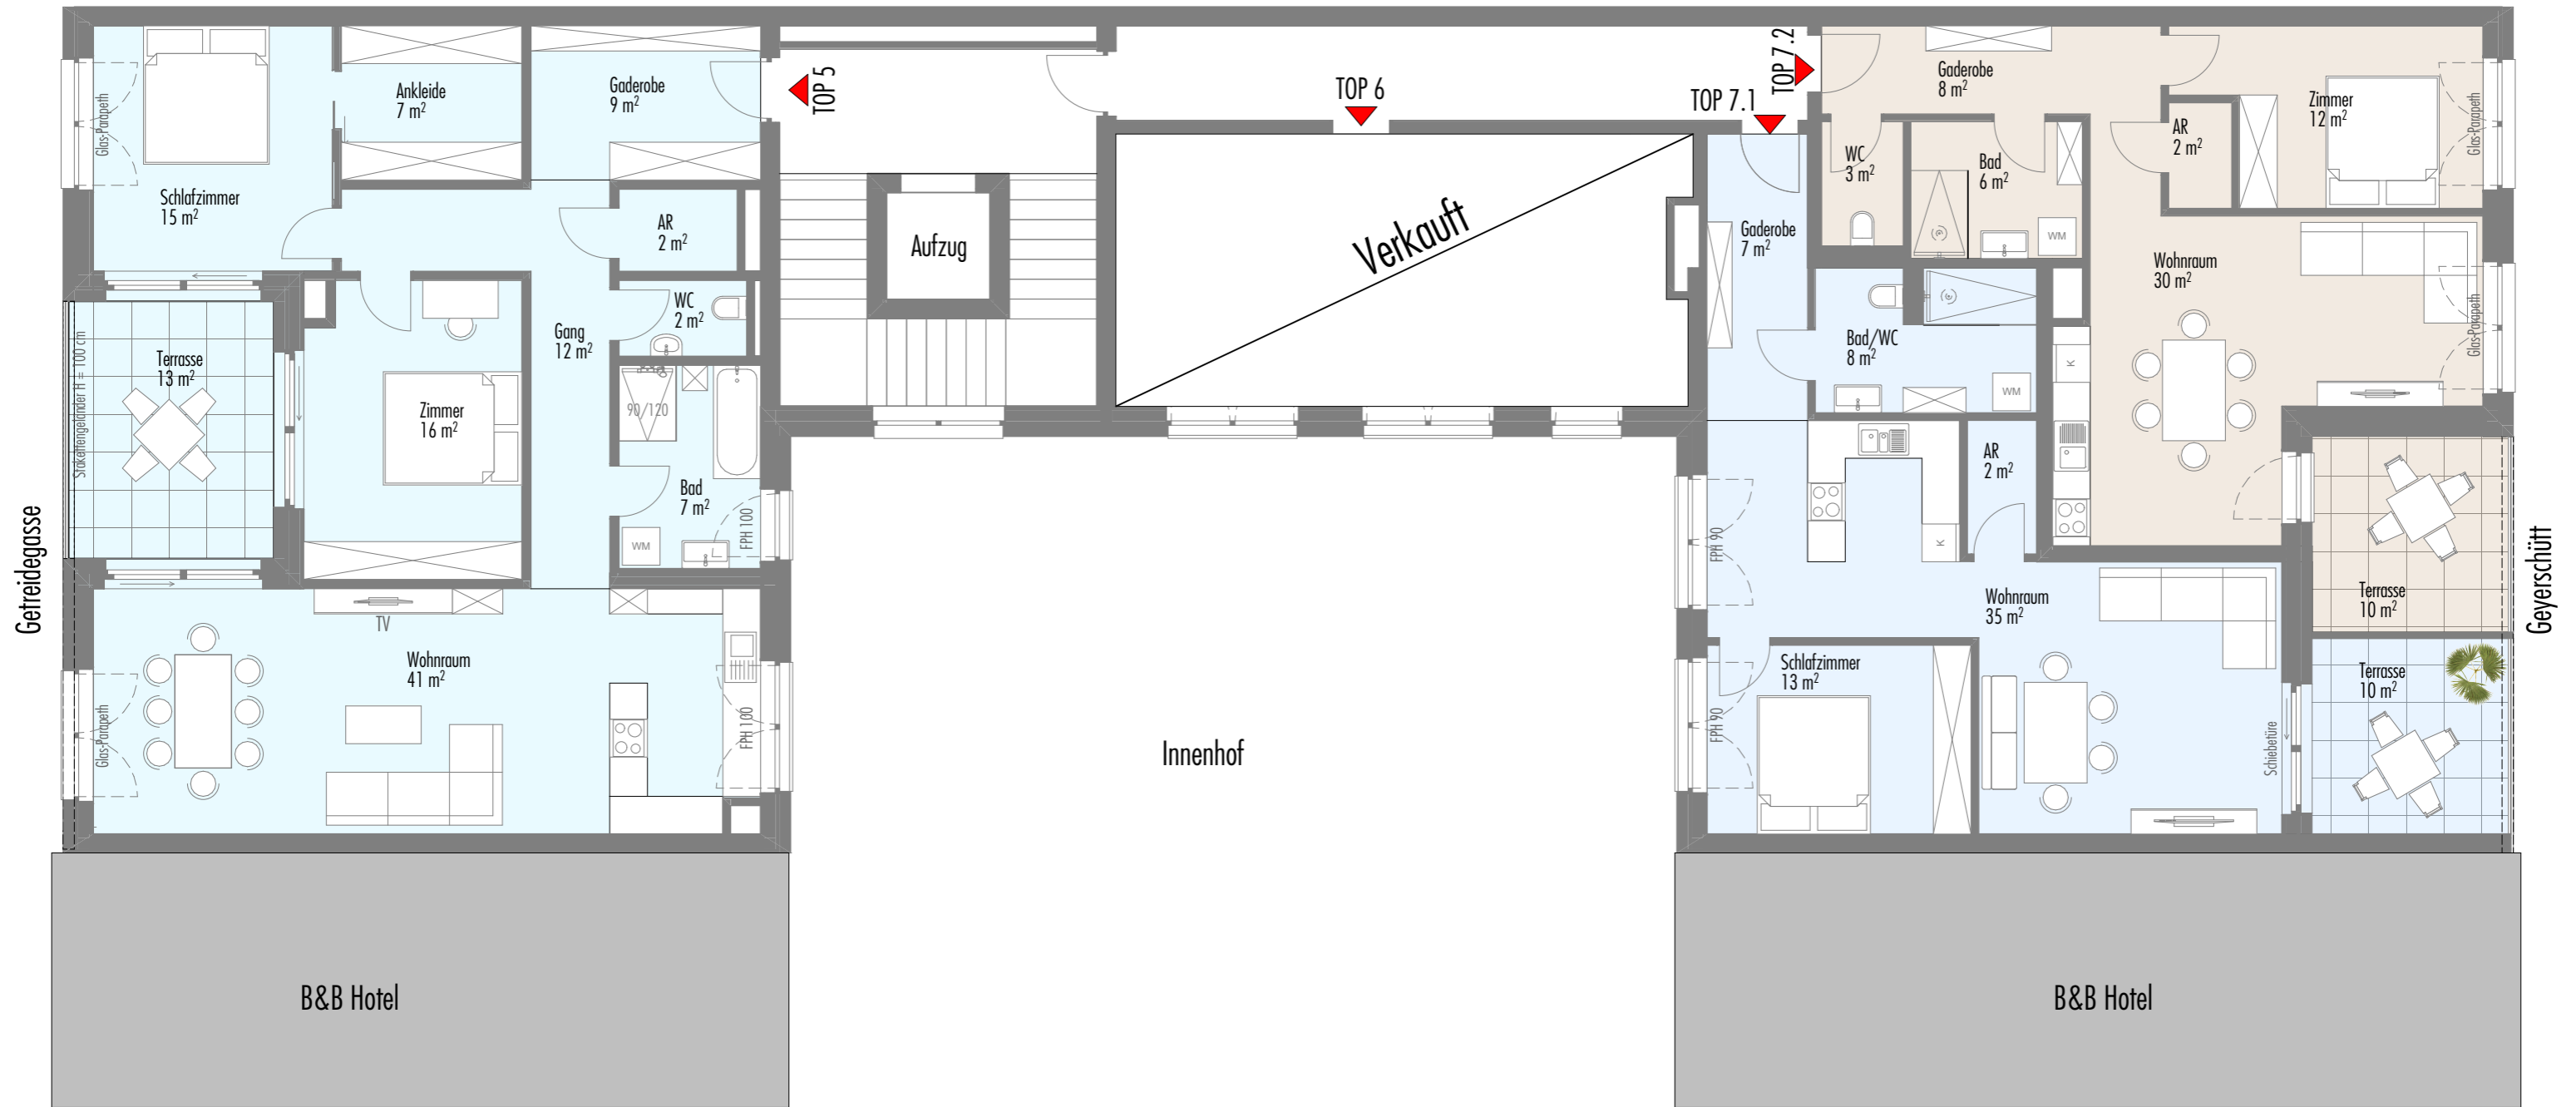 Getreidegasse
Glas-Parapeth
Schlafzimmer
15 m²
Ankleide
7 m²
Gaderobe
9 m²
TOP 5
AR
2 m²
WC
2 m²
Gang
12 m²
Terrasse
13 m²
Stakettengeländer H = 100 cm
Zimmer
16 m²
90/120
Bad
7 m²
WM
FPH 100
TV
Wohnraum
41 m²
Glas-Parapeth
FPH 100
B&B Hotel
Aufzug
TOP 6
Verkauft
Innenhof
TOP 7.1
TOP 7.2
Gaderobe
7 m²
Gaderobe
8 m²
WC
3 m²
Bad
6 m²
WM
AR
2 m²
Zimmer
12 m²
Glas-Parapeth
Wohnraum
30 m²
Glas-Parapeth
K
Bad/WC
8 m²
WM
AR
2 m²
K
FPH 90
Wohnraum
35 m²
Schlafzimmer
13 m²
FPH 90
Schiebetüre
Terrasse
10 m²
Terrasse
10 m²
Geyerschütt
B&B Hotel